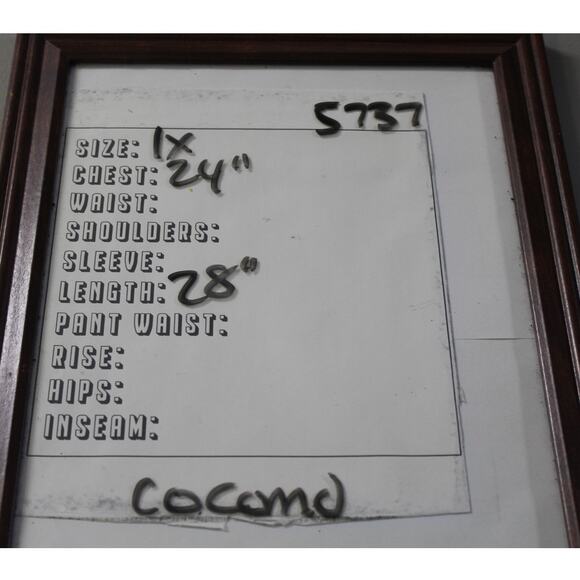 5737
SIZE: 1X
CHEST: 24"
WAIST:
SHOULDERS:
SLEEVE:
LENGTH: 28"
PANT WAIST:
RISE:
HIPS:
INSEAM:
Cocomo